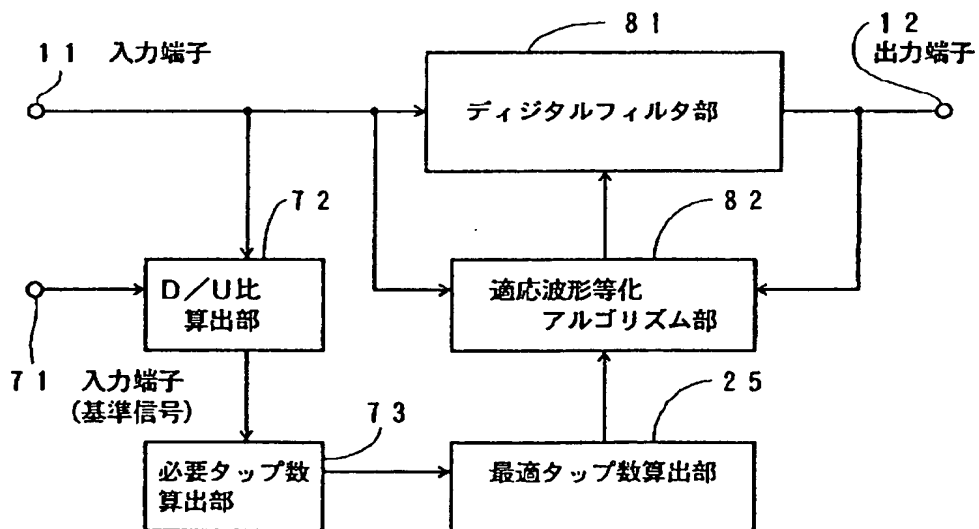 ８１
１２
１１ 入力端子
出力端子
ディジタルフィルタ部
７２
８２
Ｄ／Ｕ比
算出部
適応波形等化
アルゴリズム部
７１ 入力端子
(基準信号)
７３
２５
必要タップ数
算出部
最適タップ数算出部